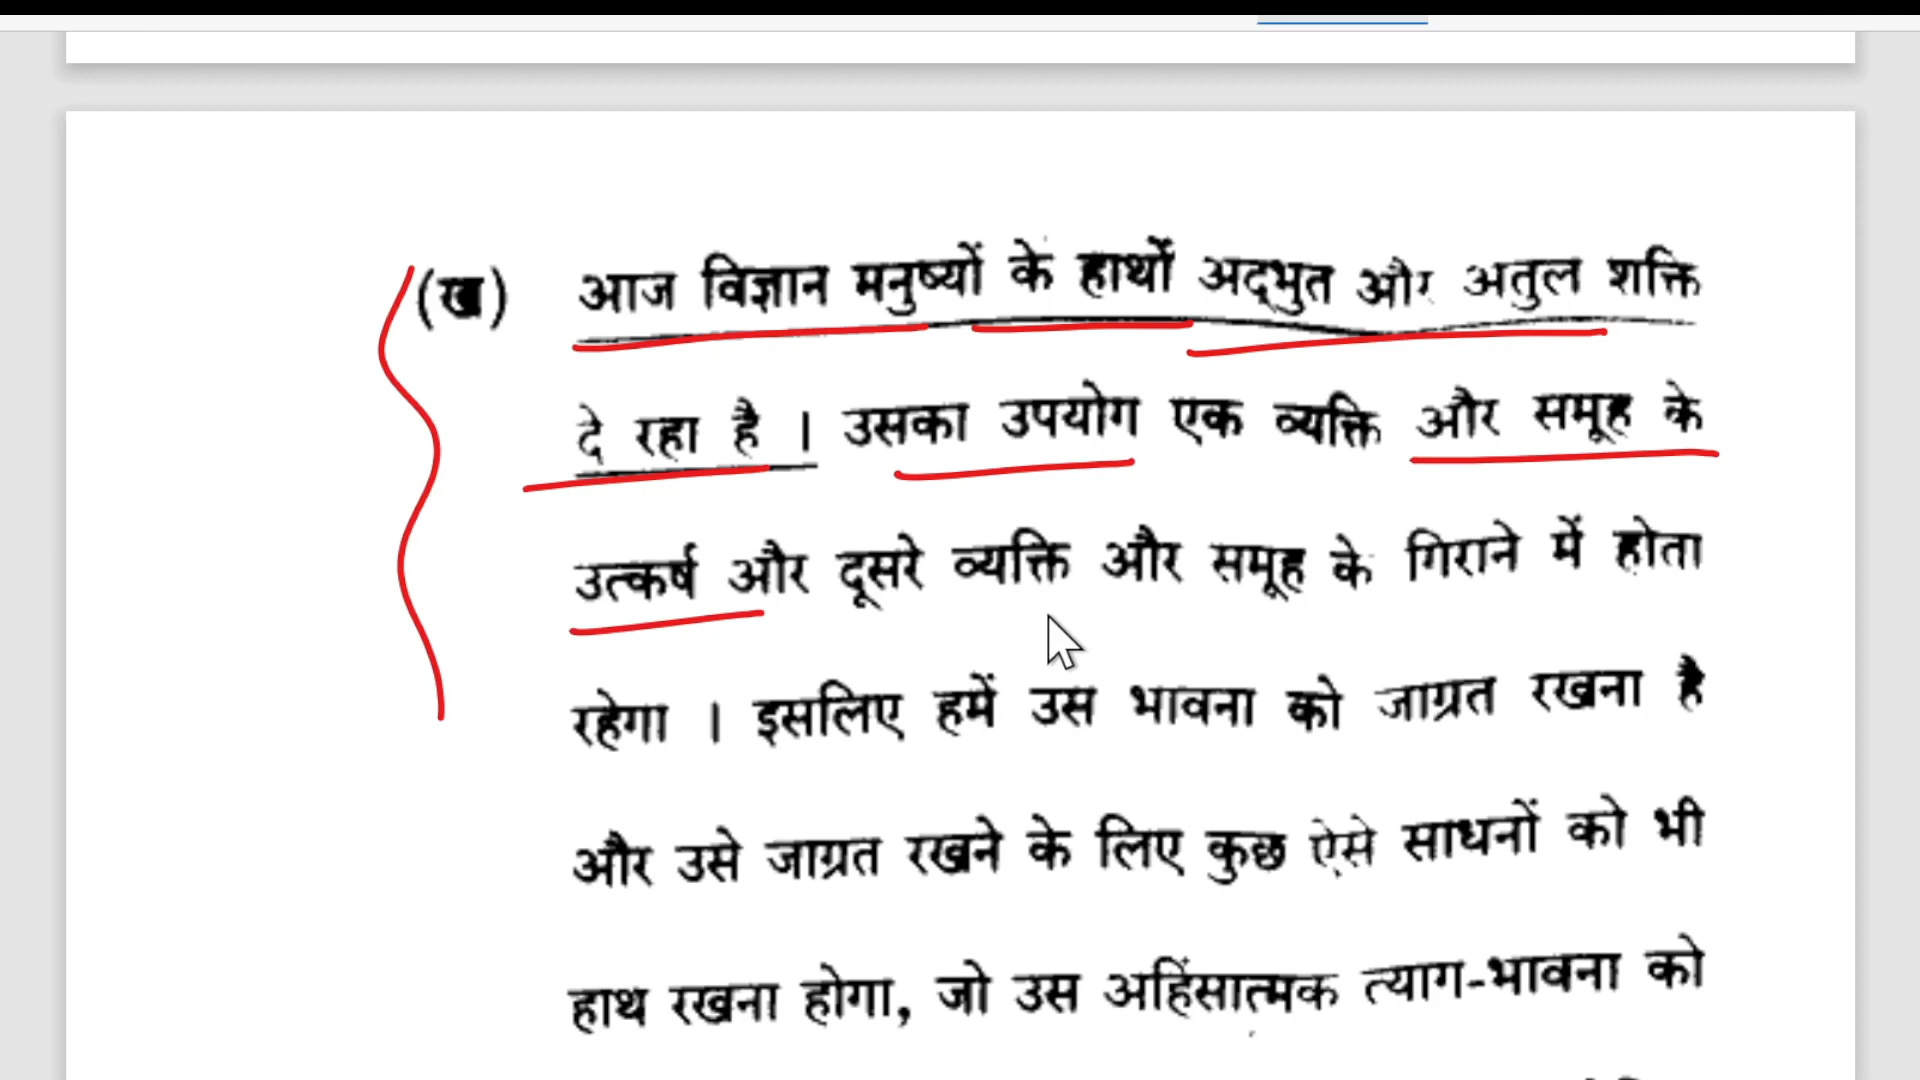 (ख) आज विज्ञान मनुष्यों के हाथों अद्भुत और अतुल शक्ति
दे रहा है । उसका उपयोग एक व्यक्ति और समूह के
उत्कर्ष और दूसरे व्यक्ति और समूह के गिराने में होता
रहेगा । इसलिए हमें उस भावना को जाग्रत रखना है
और उसे जाग्रत रखने के लिए कुछ ऐसे साधनों को भी
हाथ रखना होगा, जो उस अहिंसात्मक त्याग-भावना को